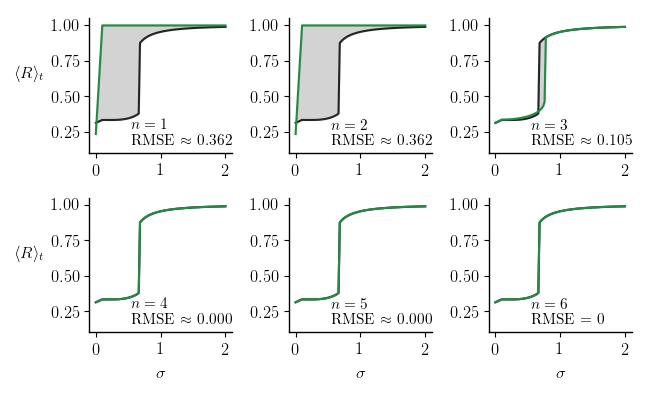 1.00
0.75
⟨R⟩t
0.50
0.25
n = 1
RMSE ≈ 0.362
0 1 2
1.00
0.75
0.50
0.25
n = 2
RMSE ≈ 0.362
0 1 2
1.00
0.75
0.50
0.25
n = 3
RMSE ≈ 0.105
0 1 2
1.00
0.75
⟨R⟩t
0.50
0.25
n = 4
RMSE ≈ 0.000
0 1 2
σ
1.00
0.75
0.50
0.25
n = 5
RMSE ≈ 0.000
0 1 2
σ
1.00
0.75
0.50
0.25
n = 6
RMSE = 0
0 1 2
σ